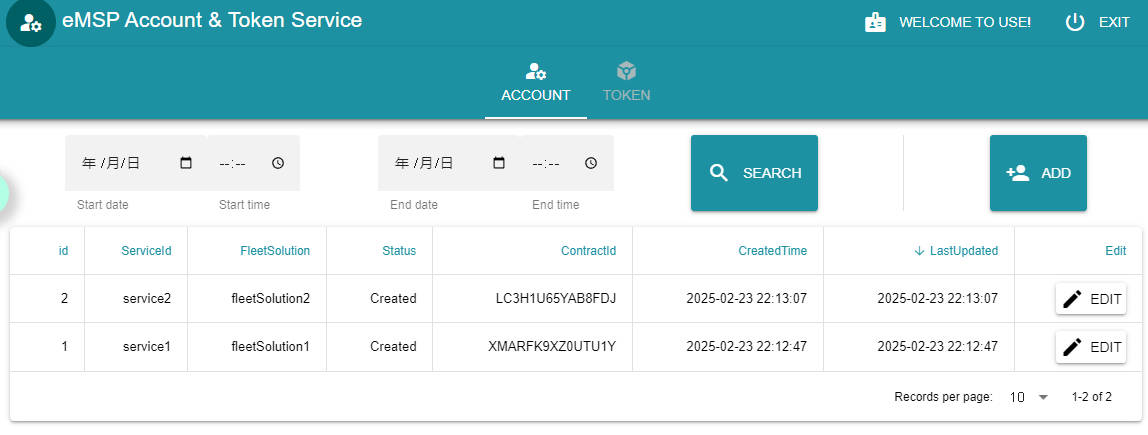 eMSP Account & Token Service
WELCOME TO USE!
EXIT
ACCOUNT
TOKEN
年 /月/日
--:--
年 /月/日
--:--
SEARCH
ADD
Start date
Start time
End date
End time
id ServiceId FleetSolution Status ContractId CreatedTime LastUpdated Edit
2 service2 fleetSolution2 Created LC3H1U65YAB8FDJ 2025-02-23 22:13:07 2025-02-23 22:13:07 EDIT
1 service1 fleetSolution1 Created XMARFK9XZ0UTU1Y 2025-02-23 22:12:47 2025-02-23 22:12:47 EDIT
Records per page: 10 1-2 of 2